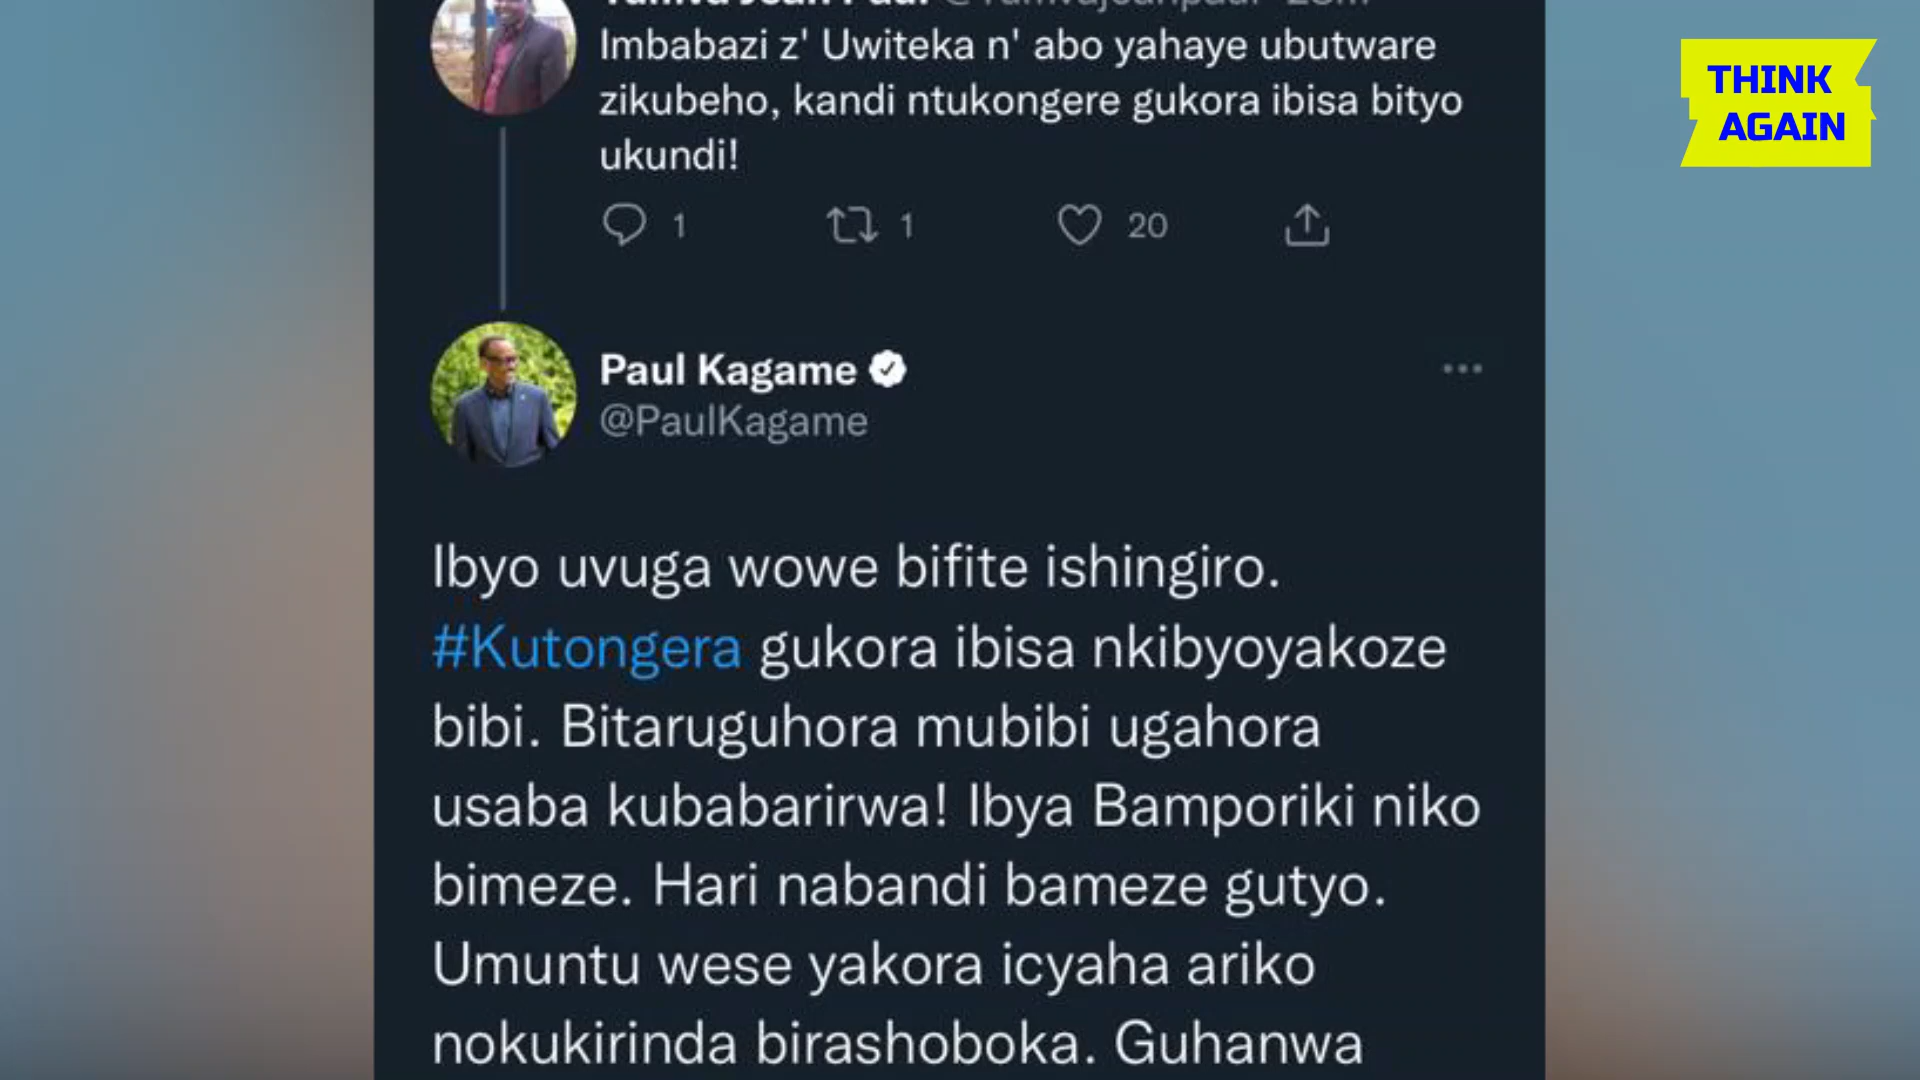 THINK
AGAIN
Imbabazi z' Uwiteka n' abo yahaye ubutware
zikubeho, kandi ntukongere gukora ibisa bityo
ukundi!
1 1 20
Paul Kagame
@PaulKagame
Ibyo uvuga wowe bifite ishingiro.
#Kutongera gukora ibisa nkibyoyakoze
bibi. Bitaruguhora mubibi ugahora
usaba kubabarirwa! Ibya Bamporiki niko
bimeze. Hari nabandi bameze gutyo.
Umuntu wese yakora icyaha ariko
nokukirinda birashoboka. Guhanwa